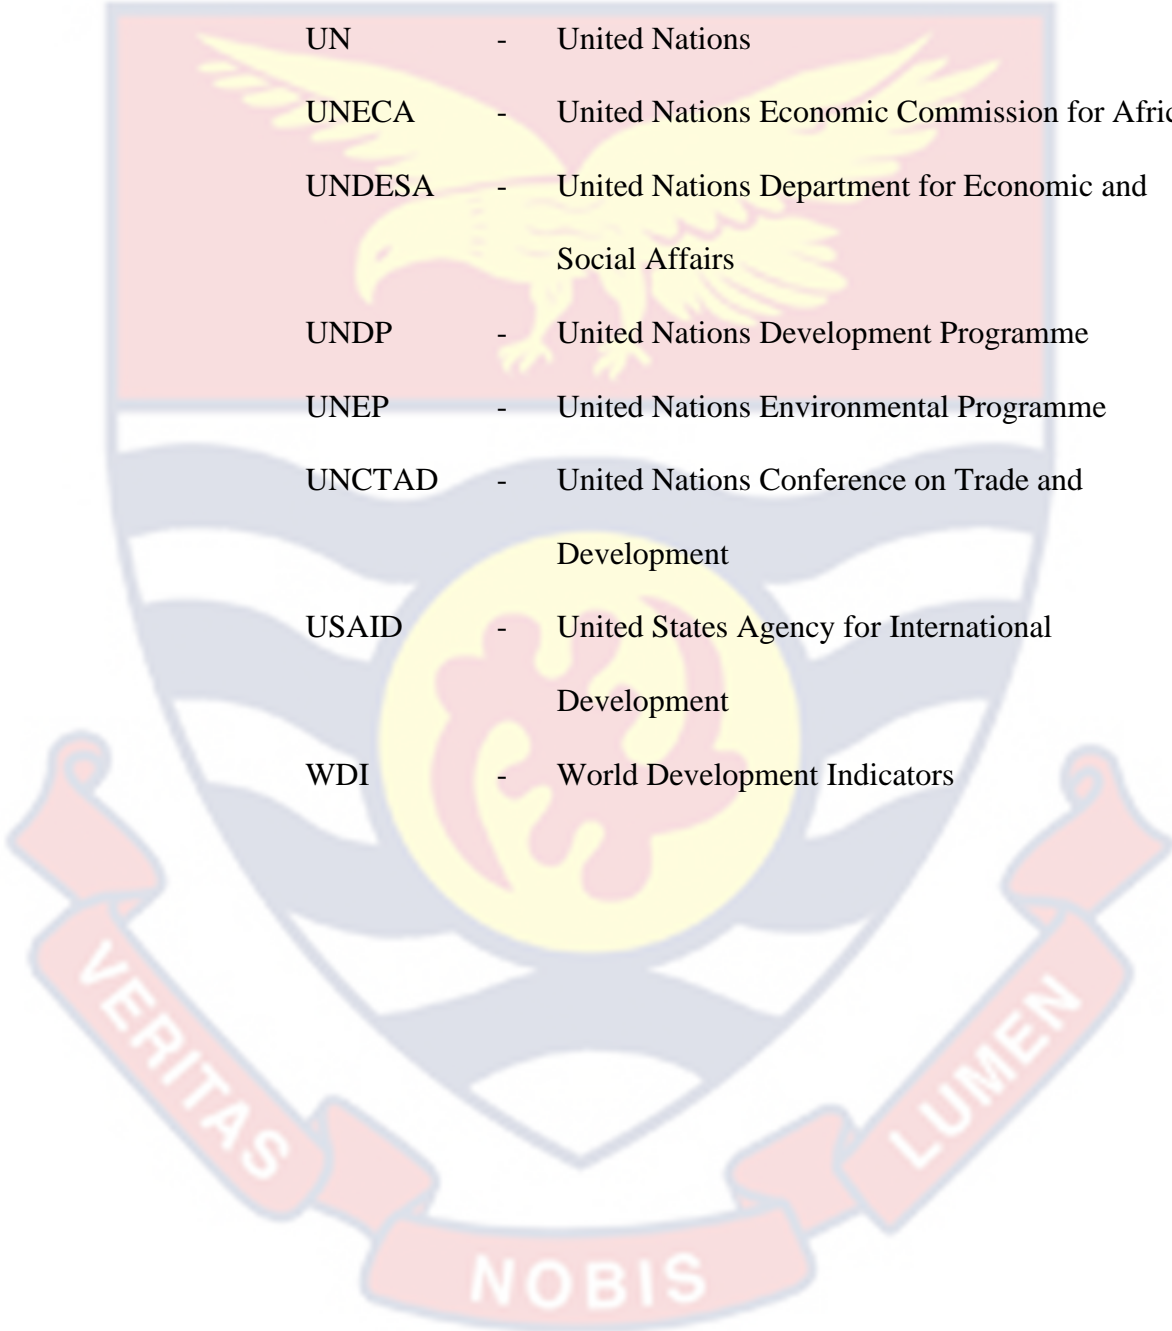 UN - United Nations
UNECA - United Nations Economic Commission for Afric
UNDESA - United Nations Department for Economic and
Social Affairs
UNDP - United Nations Development Programme
UNEP - United Nations Environmental Programme
UNCTAD - United Nations Conference on Trade and
Development
USAID - United States Agency for International
Development
WDI - World Development Indicators
VERITAS
NOBIS
LUMEN